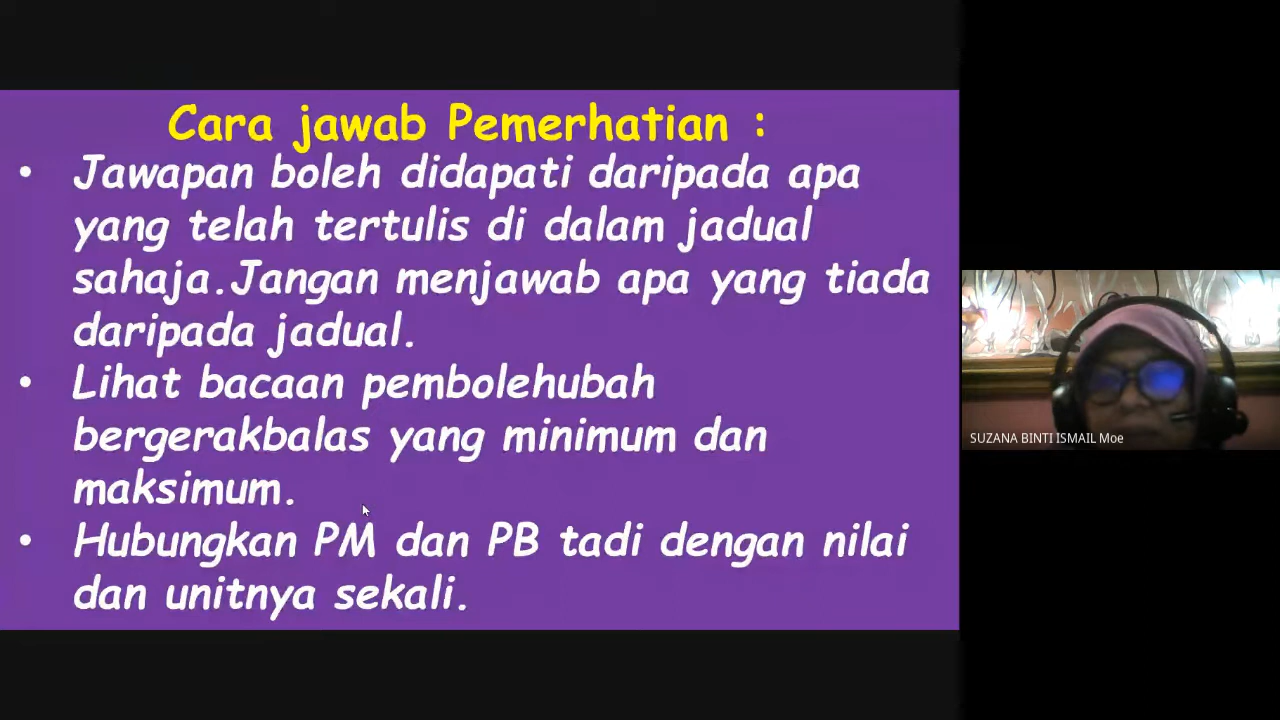 Cara jawab Pemerhatian :
• Jawapan boleh didapati daripada apa
yang telah tertulis di dalam jadual
sahaja.Jangan menjawab apa yang tiada
daripada jadual.
• Lihat bacaan pembolehubah
bergerakbalas yang minimum dan
maksimum.
• Hubungkan PM dan PB tadi dengan nilai
dan unitnya sekali.
SUZANA BINTI ISMAIL Moe